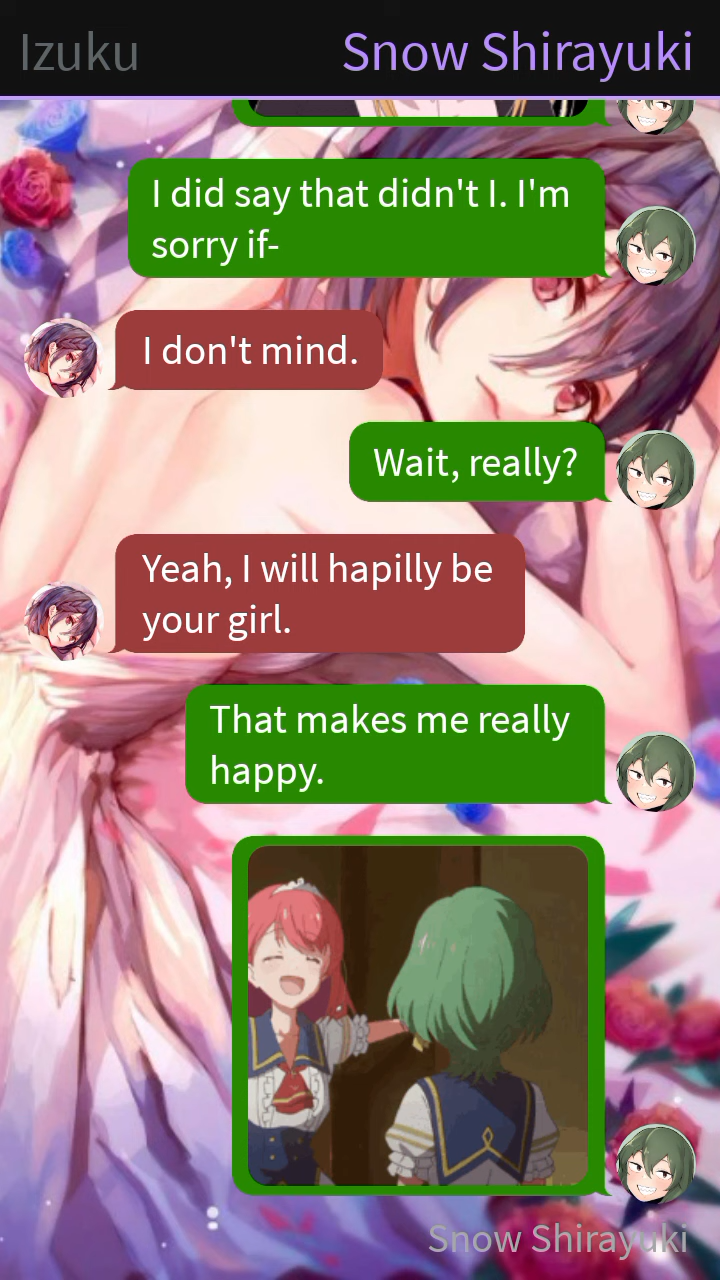 Izuku
Snow Shirayuki
I did say that didn't I. I'm
sorry if-
I don't mind.
Wait, really?
Yeah, I will hapilly be
your girl.
That makes me really
happy.
Snow Shirayuki